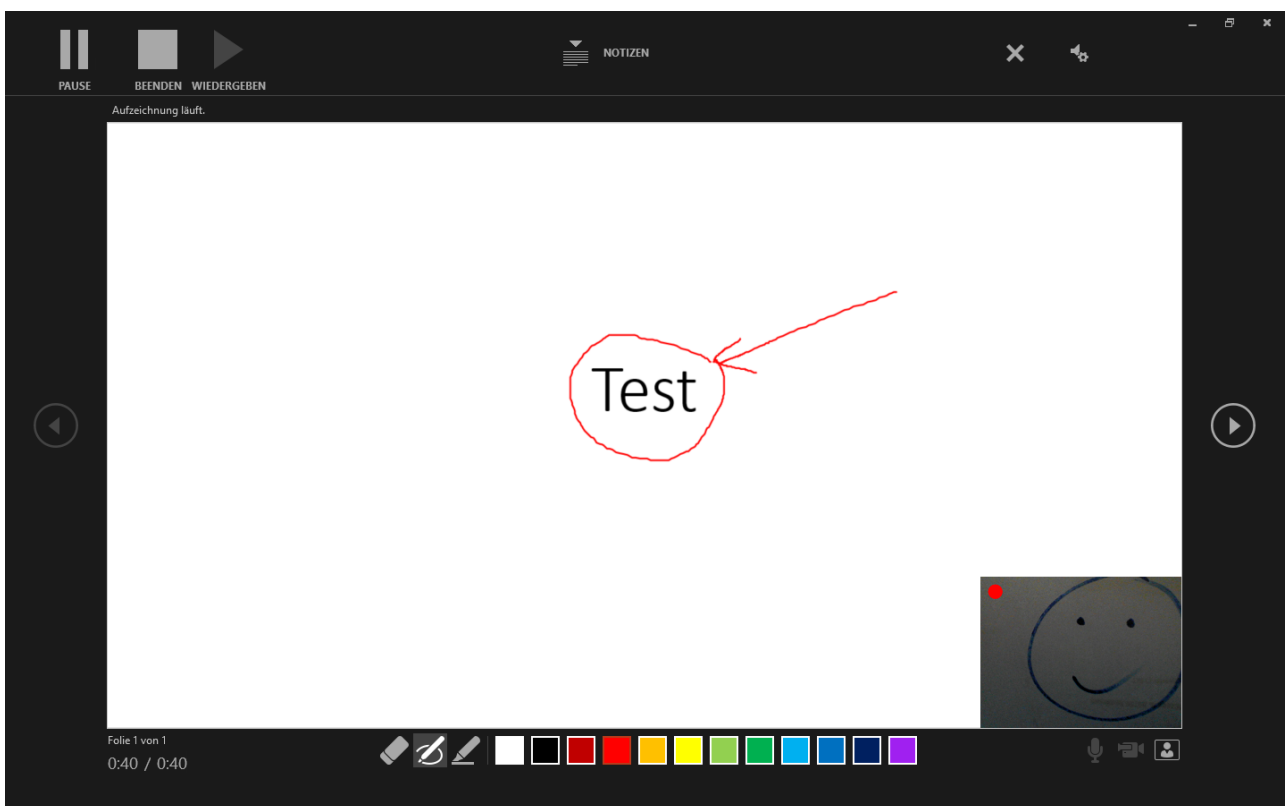 NOTIZEN
PAUSE
BEENDEN
WIEDERGEBEN
Aufzeichnung läuft.
Test
Folie 1 von 1
0:40 / 0:40